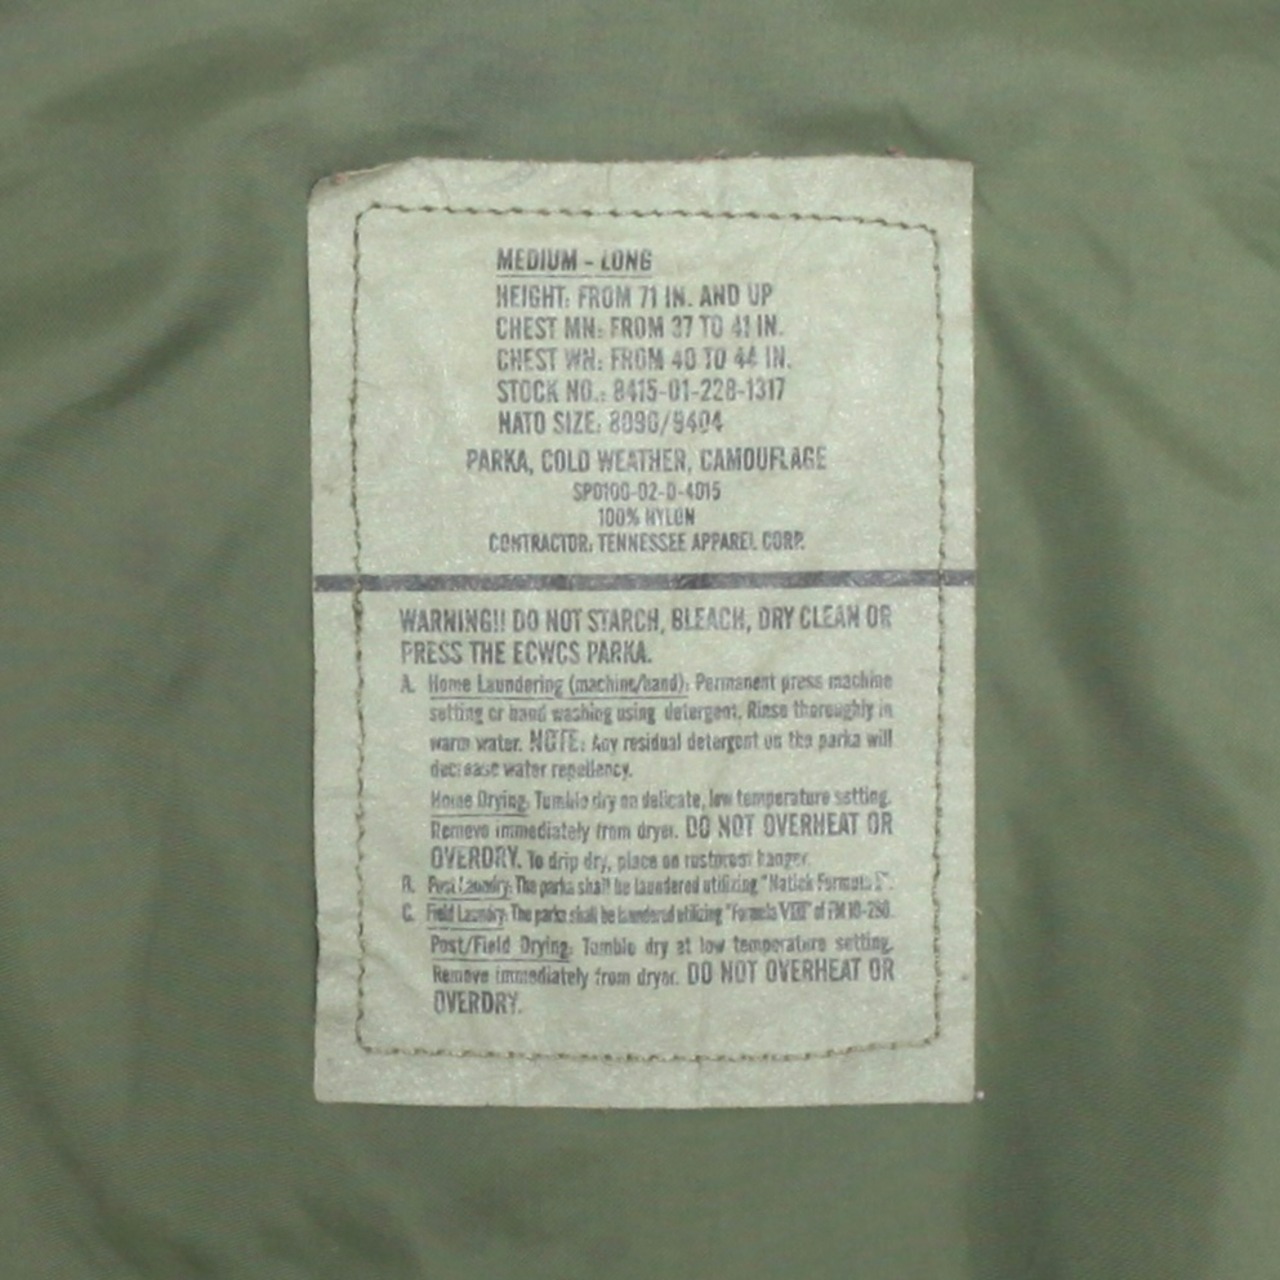 MEDIUM - LONG
HEIGHT: FROM 71 IN. AND UP
CHEST MN: FROM 37 TO 41 IN.
CHEST WN: FROM 40 TO 44 IN.
STOCK NO.: 8415-01-228-1317
NATO SIZE: 8090/9404
PARKA, COLD WEATHER, CAMOUFLAGE
SP0100-02-D-4015
100% NYLON
CONTRACTOR: TENNESSEE APPAREL CORP.
WARNING!! DO NOT STARCH, BLEACH, DRY CLEAN OR
PRESS THE ECWCS PARKA.
A. Home Laundering (machine/hand): Permanent press machine
setting or hand washing using detergent. Rinse thoroughly in
warm water. NOTE: Any residual detergent on the parka will
decrease water repellency.
Home Drying: Tumble dry on delicate, low temperature setting.
Remove immediately from dryer. DO NOT OVERHEAT OR
OVERDRY. To drip dry, place on rustproof hanger.
B. Post Laundry: The parka shall be laundered utilizing "Natick Formula I".
C. Field Laundry: The parka shall be laundered utilizing "Formula VIII" of FM 10-280.
Post/Field Drying: Tumble dry at low temperature setting.
Remove immediately from dryer. DO NOT OVERHEAT OR
OVERDRY.